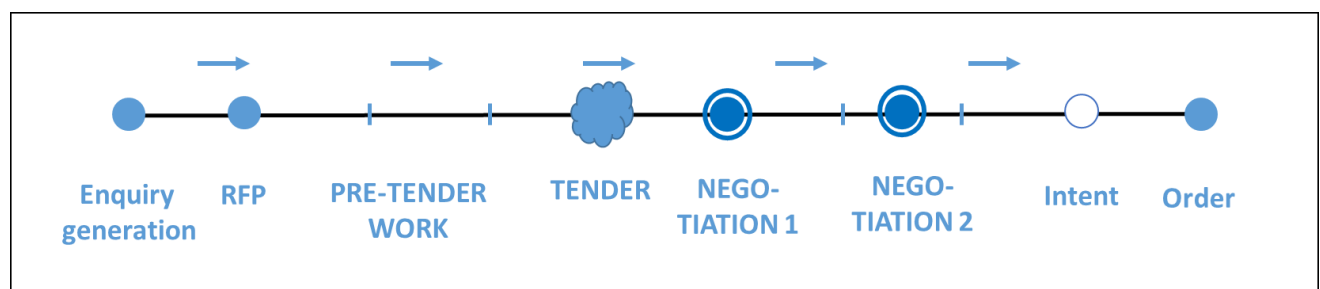 Enquiry
generation
RFP
PRE-TENDER
WORK
TENDER
NEGO-
TIATION 1
NEGO-
TIATION 2
Intent
Order